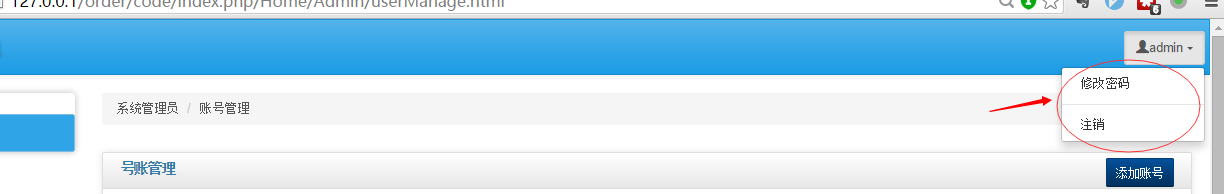 127.0.0.1/order/code/index.php/Home/Admin/userManage.html
6
admin
修改密码
注销
系统管理员 / 账号管理
号账管理
添加账号